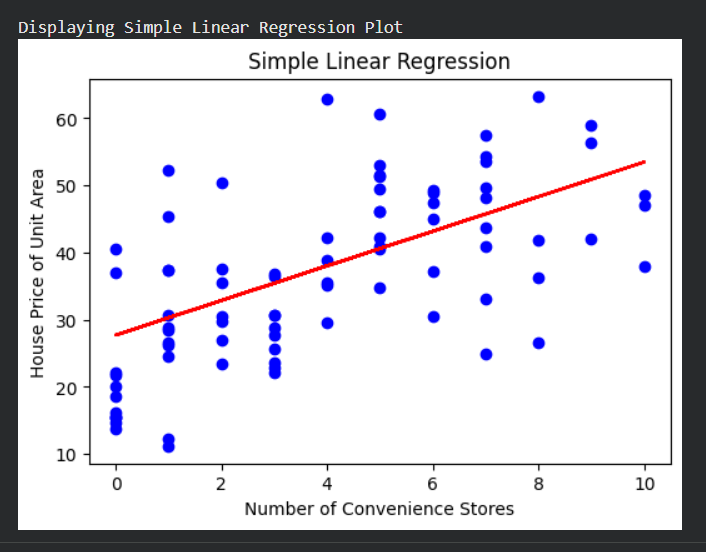 Displaying Simple Linear Regression Plot
Simple Linear Regression
60
50
40
30
20
10
House Price of Unit Area
0 2 4 6 8 10
Number of Convenience Stores